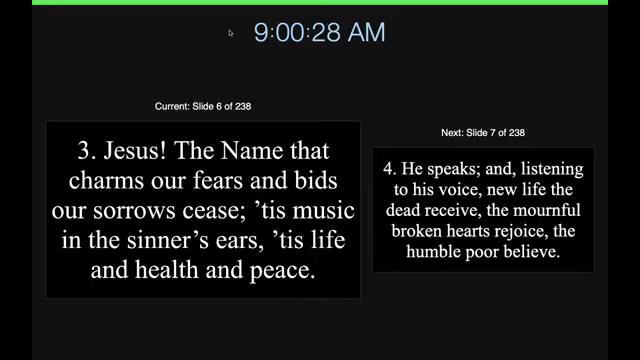 9:00:28 AM
Current: Slide 6 of 238
3. Jesus! The Name that
charms our fears and bids
our sorrows cease; ’tis music
in the sinner’s ears, ’tis life
and health and peace.
Next: Slide 7 of 238
4. He speaks; and, listening
to his voice, new life the
dead receive, the mournful
broken hearts rejoice, the
humble poor believe.